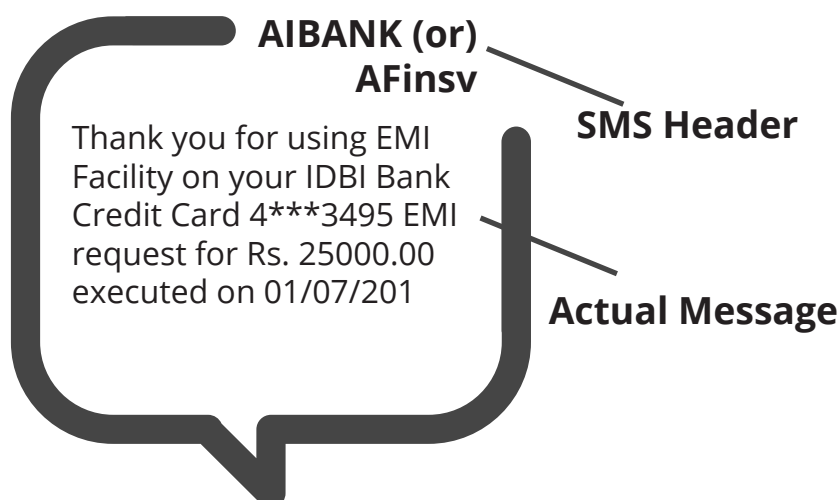 AIBANK (or)
AFinsv
SMS Header
Thank you for using EMI
Facility on your IDBI Bank
Credit Card 4***3495 EMI
request for Rs. 25000.00
executed on 01/07/201
Actual Message